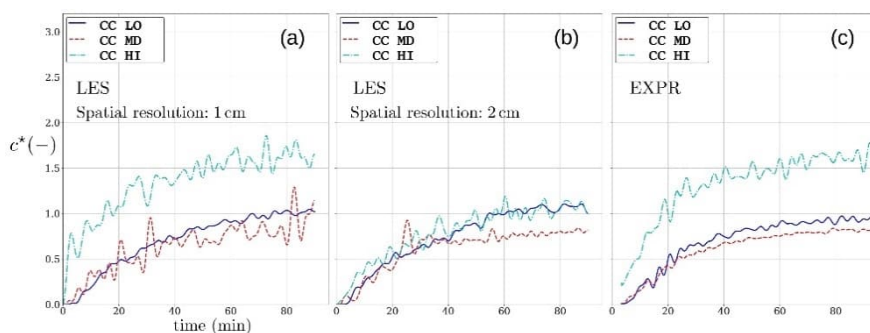 CC LO
CC MD
CC HI
(a)
LES
Spatial resolution: 1 cm
CC LO
CC MD
CC HI
(b)
LES
Spatial resolution: 2 cm
CC LO
CC MD
CC HI
(c)
EXPR
c*(−)
3.0
2.5
2.0
1.5
1.0
0.5
0.0
0 20 40 60 80
20 40 60 80
20 40 60 80
time (min)